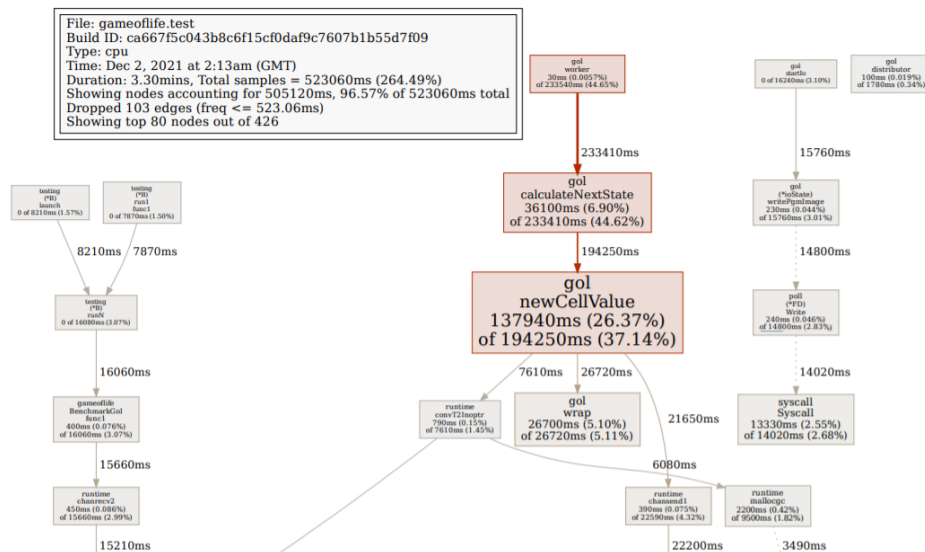 File: gameoflife.test
Build ID: ca667f5c043b8c6f15cf0daf9c7607b1b55d7f09
Type: cpu
Time: Dec 2, 2021 at 2:13am (GMT)
Duration: 3.30mins, Total samples = 523060ms (264.49%)
Showing nodes accounting for 505120ms, 96.57% of 523060ms total
Dropped 103 edges (freq <= 523.06ms)
Showing top 80 nodes out of 426
gol
worker
30ms (0.0057%)
of 233540ms (44.65%)
gol
startIo
0 of 16240ms (3.10%)
gol
distributor
100ms (0.019%)
of 1780ms (0.34%)
233410ms
15760ms
testing
(*B)
launch
0 of 8210ms (1.57%)
testing
(*B)
run1
func1
0 of 7870ms (1.50%)
gol
calculateNextState
36100ms (6.90%)
of 233410ms (44.62%)
gol
(*ioState)
writePgmImage
230ms (0.044%)
of 15760ms (3.01%)
8210ms
7870ms
194250ms
14800ms
testing
(*B)
runN
0 of 16080ms (3.07%)
gol
newCellValue
137940ms (26.37%)
of 194250ms (37.14%)
poll
(*FD)
Write
240ms (0.046%)
of 14800ms (2.83%)
16060ms
7610ms
26720ms
21650ms
14020ms
gameoflife
BenchmarkGol
func1
400ms (0.076%)
of 16060ms (3.07%)
runtime
convT2Inoptr
790ms (0.15%)
of 7610ms (1.45%)
gol
wrap
26700ms (5.10%)
of 26720ms (5.11%)
syscall
Syscall
13330ms (2.55%)
of 14020ms (2.68%)
15660ms
6080ms
runtime
chanrecv2
450ms (0.086%)
of 15660ms (2.99%)
runtime
chansend1
390ms (0.075%)
of 22590ms (4.32%)
runtime
mallocgc
2200ms (0.42%)
of 9500ms (1.82%)
15210ms
22200ms
3490ms